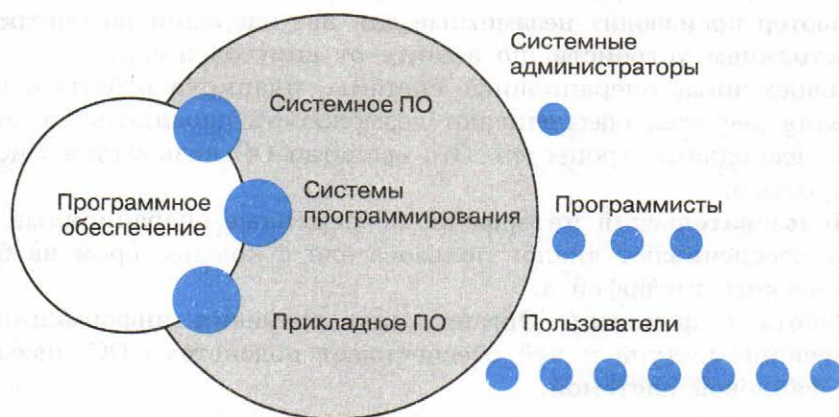 Системные
администраторы
Системное ПО
Программное
обеспечение
Системы
программирования
Программисты
Прикладное ПО
Пользователи